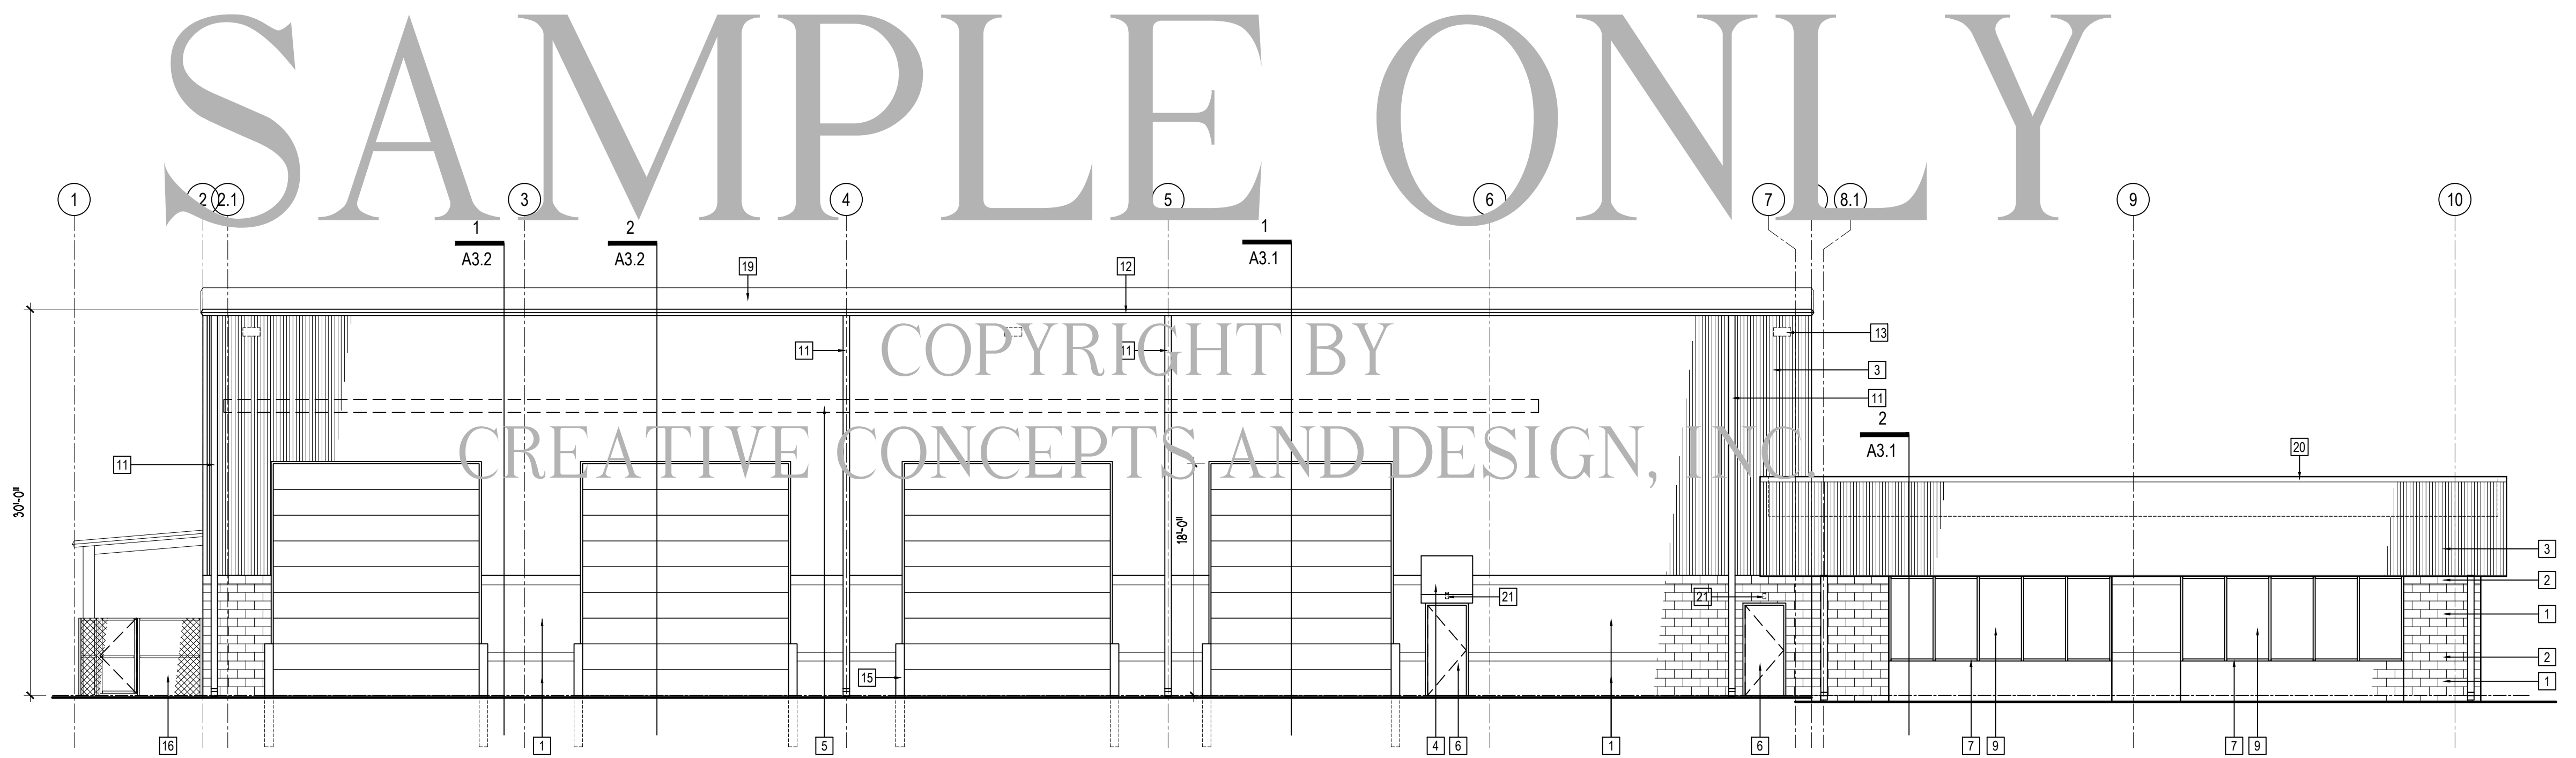 SAMPLE ONLY
1 2 2.1 3 4 5 6 7 8.1 9 10
1 2 1
A3.2 A3.2 A3.1
19 12
COPYRIGHT BY
13
11 11
3
11
2
A3.1
CREATIVE CONCEPTS AND DESIGN, INC.
20
11
30'-0"
18'-0"
3
2
21 21
1
2
15
1
16 1 5 4 6 1 6 7 9 7 9